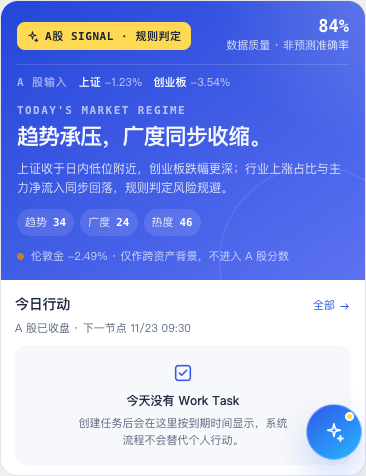 A股 SIGNAL · 规则判定
84%
数据质量 · 非预测准确率
A 股输入 上证 −1.23% 创业板 −3.54%
TODAY'S MARKET REGIME
趋势承压，广度同步收缩。
上证收于日内低位附近，创业板跌幅更深；行业上涨占比与主
力净流入同步回落，规则判定风险规避。
趋势 34 广度 24 热度 46
伦敦金 −2.49% · 仅作跨资产背景，不进入 A 股分数
今日行动
全部 →
A 股已收盘 · 下一节点 11/23 09:30
今天没有 Work Task
创建任务后会在这里按到期时间显示，系统
流程不会替代个人行动。